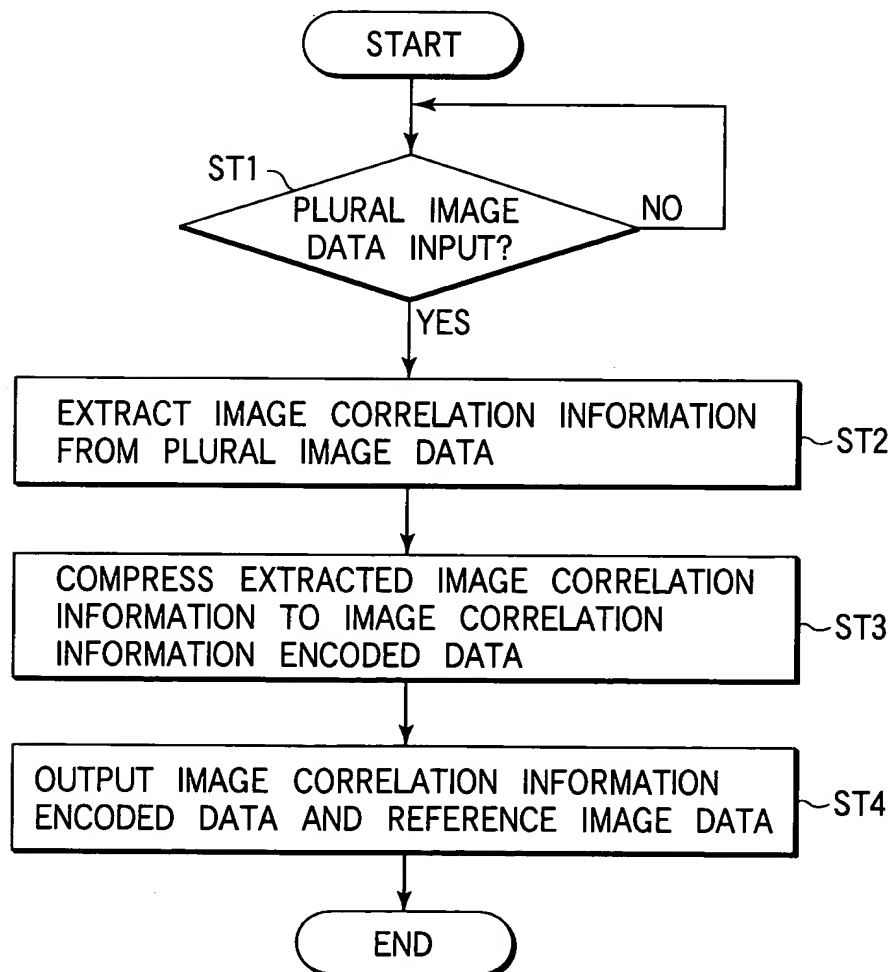 START
ST1
PLURAL IMAGE
DATA INPUT?
NO
YES
EXTRACT IMAGE CORRELATION INFORMATION
FROM PLURAL IMAGE DATA
ST2
COMPRESS EXTRACTED IMAGE CORRELATION
INFORMATION TO IMAGE CORRELATION
INFORMATION ENCODED DATA
ST3
OUTPUT IMAGE CORRELATION INFORMATION
ENCODED DATA AND REFERENCE IMAGE DATA
ST4
END